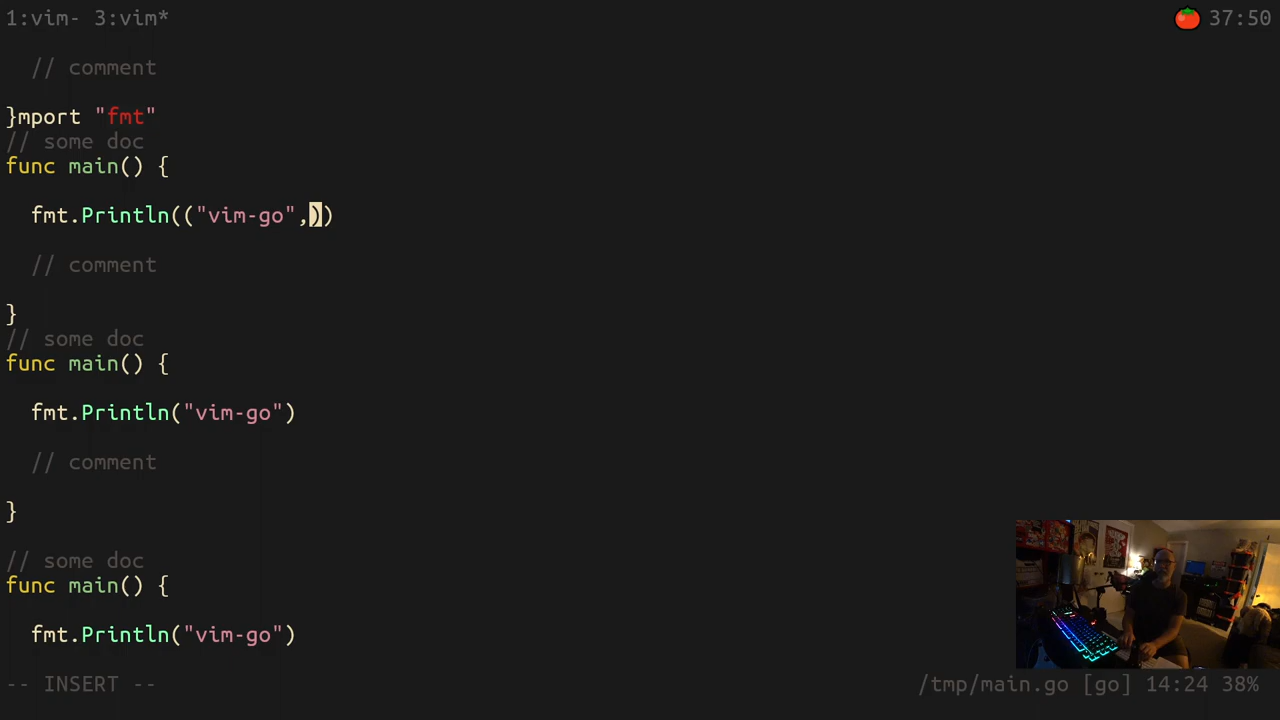 1:vim- 3:vim* 🍅 37:50
// comment
}mport "fmt"
// some doc
func main() {
fmt.Println(("vim-go",))
// comment
}
// some doc
func main() {
fmt.Println("vim-go")
// comment
}
// some doc
func main() {
fmt.Println("vim-go")
-- INSERT -- /tmp/main.go [go] 14:24 38%